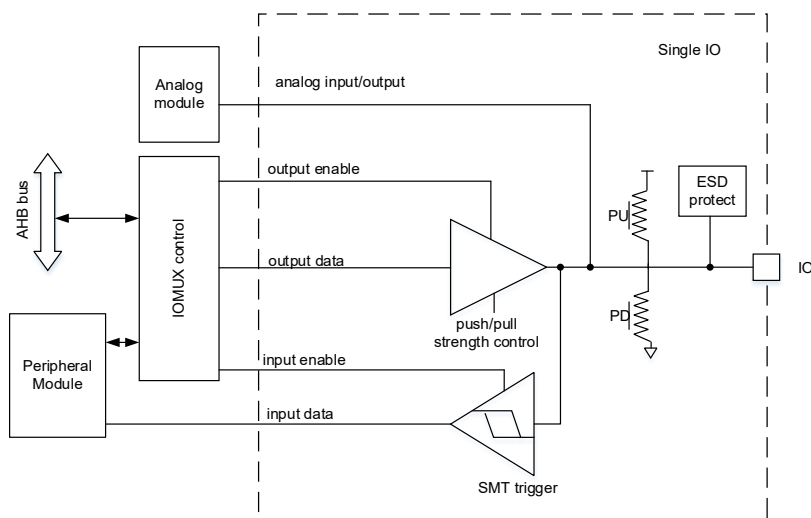 Single IO
Analog
module
analog input/output
AHB bus
IOMUX control
output enable
output data
PU
ESD
protect
IO
PD
push/pull
strength control
Peripheral
Module
input enable
input data
SMT trigger